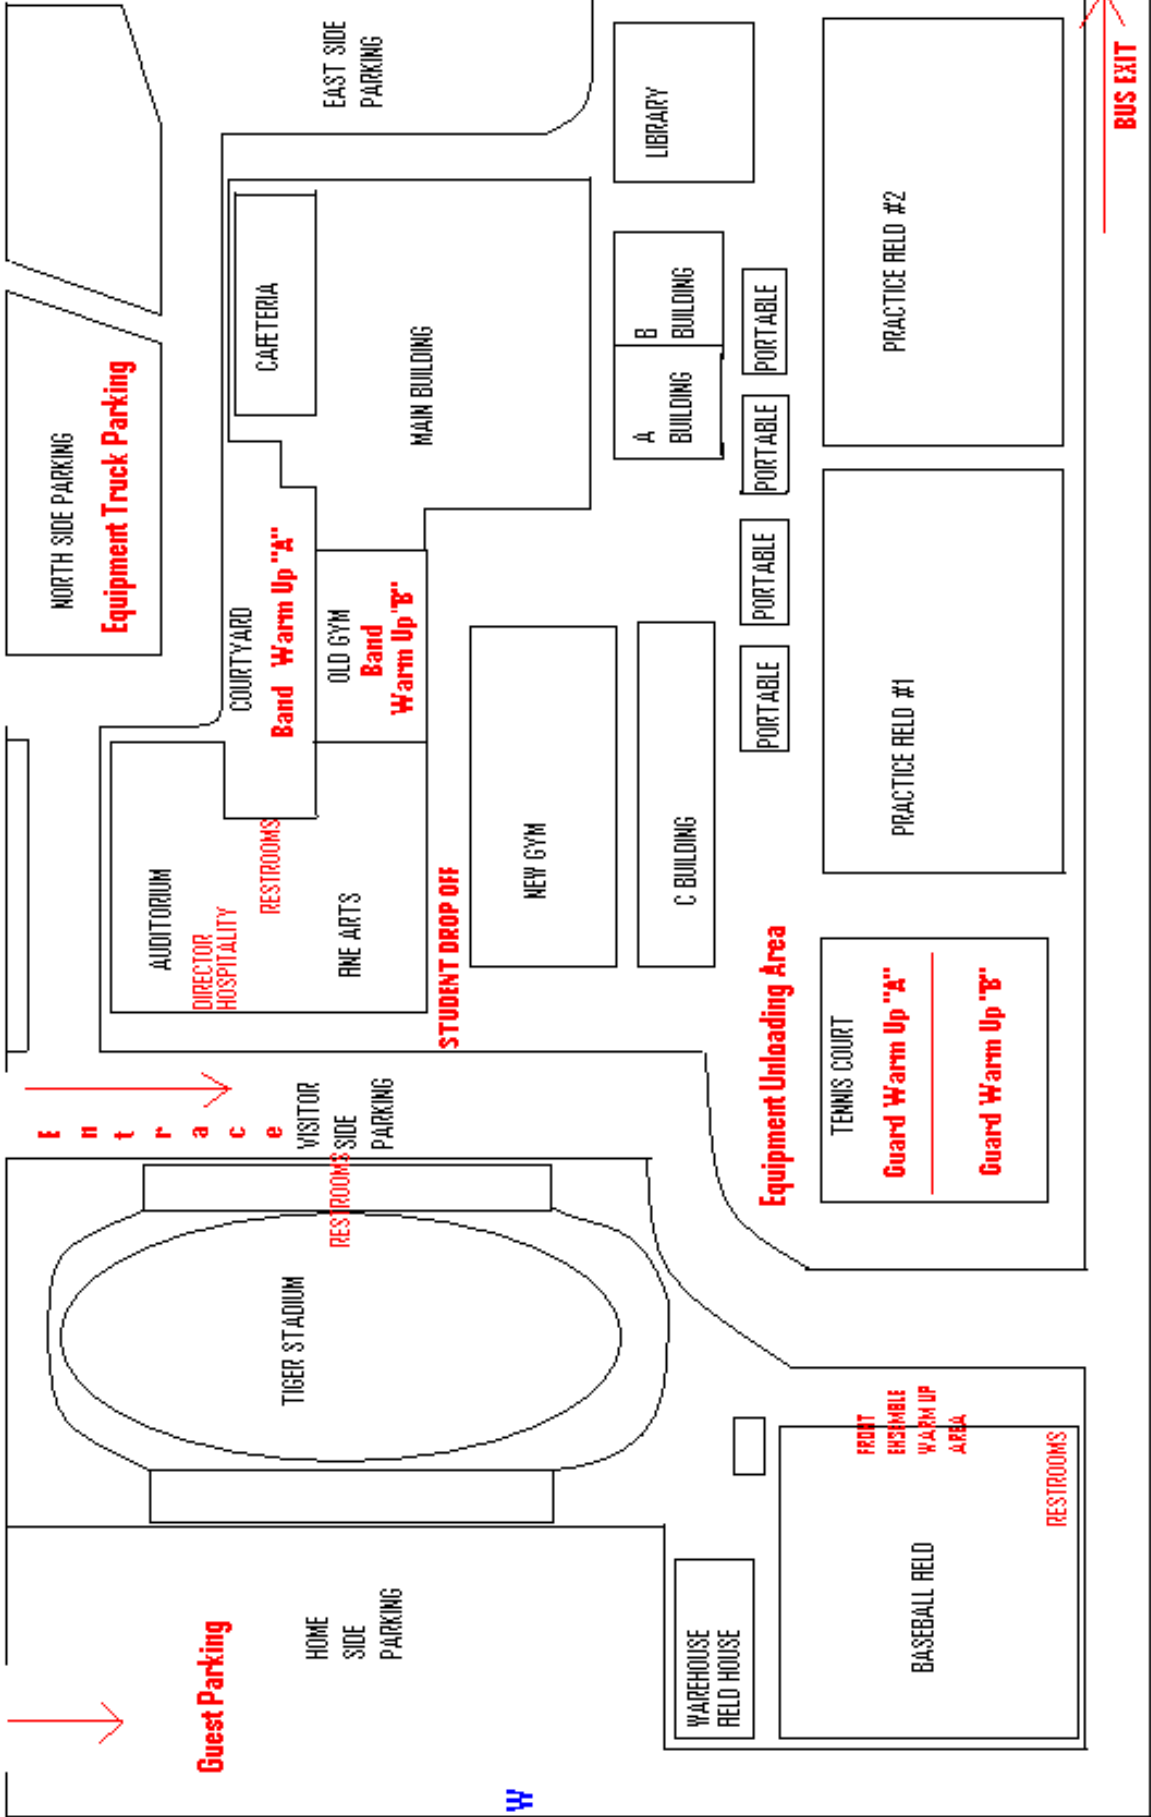 Guest Parking
HOME
SIDE
PARKING
W
WAREHOUSE
FIELD HOUSE
BASEBALL FIELD
RESTROOMS
FRONT
ENSEMBLE
WARM UP
AREA
TIGER STADIUM
RESTROOMS
Entrace
VISITOR
SIDE
PARKING
AUDITORIUM
DIRECTOR
HOSPITALITY
RESTROOMS
FINE ARTS
STUDENT DROP OFF
NEW GYM
C BUILDING
Equipment Unloading Area
TENNIS COURT
Guard Warm Up "A"
Guard Warm Up "B"
NORTH SIDE PARKING
Equipment Truck Parking
COURTYARD
Band Warm Up "A"
OLD GYM
Band
Warm Up "B"
CAFETERIA
MAIN BUILDING
A
BUILDING
B
BUILDING
PORTABLE
PORTABLE
PORTABLE
PORTABLE
PRACTICE FIELD #1
PRACTICE FIELD #2
EAST SIDE
PARKING
LIBRARY
BUS EXIT